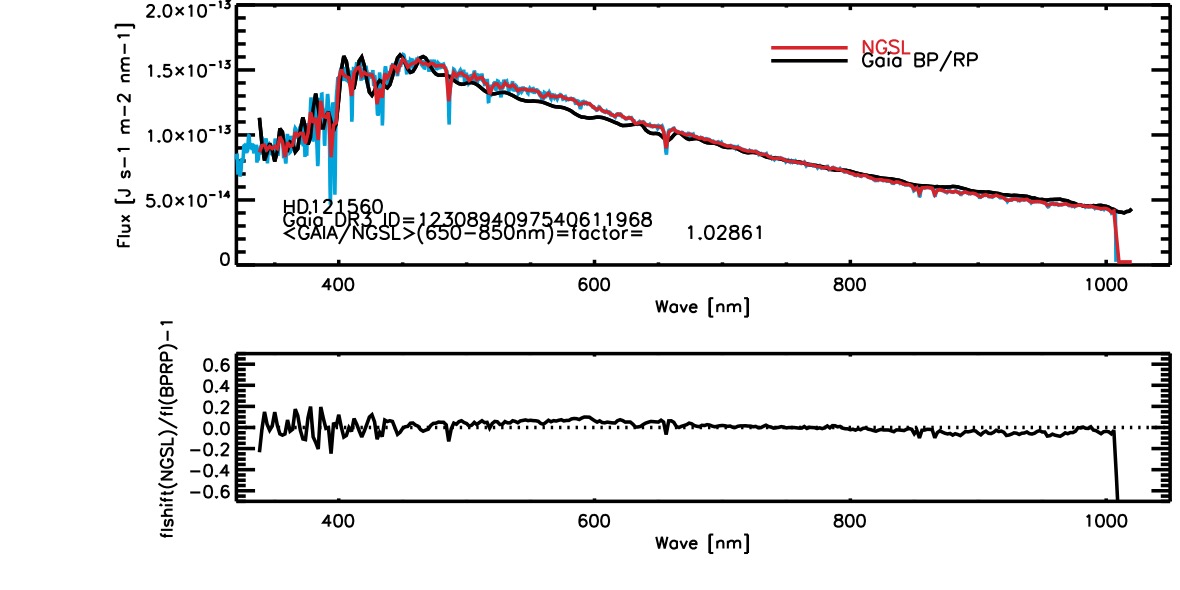 2.0×10−13
1.5×10−13
1.0×10−13
5.0×10−14
0
Flux [J s−1 m−2 nm−1]
NGSL
Gaia BP/RP
HD121560
Gaia DR3 ID=1230894097540611968
<GAIA/NGSL>(650−850nm)=factor= 1.02861
400 600 800 1000
Wave [nm]
flshift(NGSL)/fl(BPRP)−1
0.6
0.4
0.2
0.0
−0.2
−0.4
−0.6
400 600 800 1000
Wave [nm]